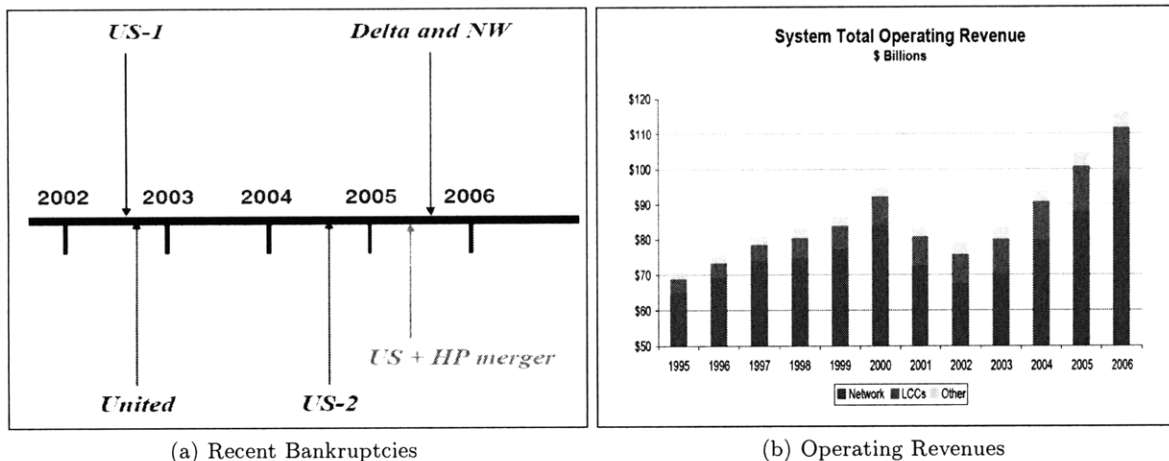 US-1
Delta and NW
2002
2003
2004
2005
2006
US + HP merger
United
US-2
(a) Recent Bankruptcies
System Total Operating Revenue
$ Billions
$120
$110
$100
$90
$80
$70
$60
$50
1995 1996 1997 1998 1999 2000 2001 2002 2003 2004 2005 2006
Network LCCs Other
(b) Operating Revenues